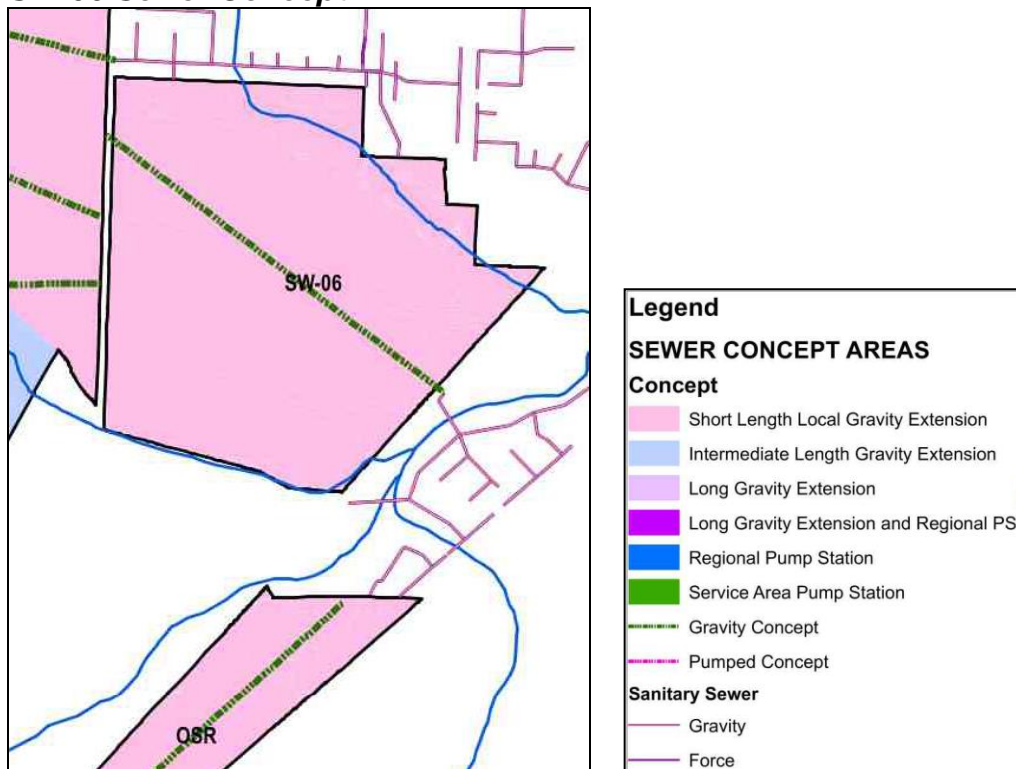 SW-06
OSR
Legend
SEWER CONCEPT AREAS
Concept
Short Length Local Gravity Extension
Intermediate Length Gravity Extension
Long Gravity Extension
Long Gravity Extension and Regional PS
Regional Pump Station
Service Area Pump Station
Gravity Concept
Pumped Concept
Sanitary Sewer
Gravity
Force